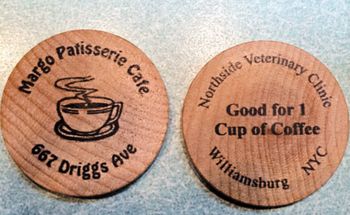 Margo Patisserie Cafe
667 Driggs Ave
Northside Veterinary Clinic
Good for 1
Cup of Coffee
Williamsburg NYC